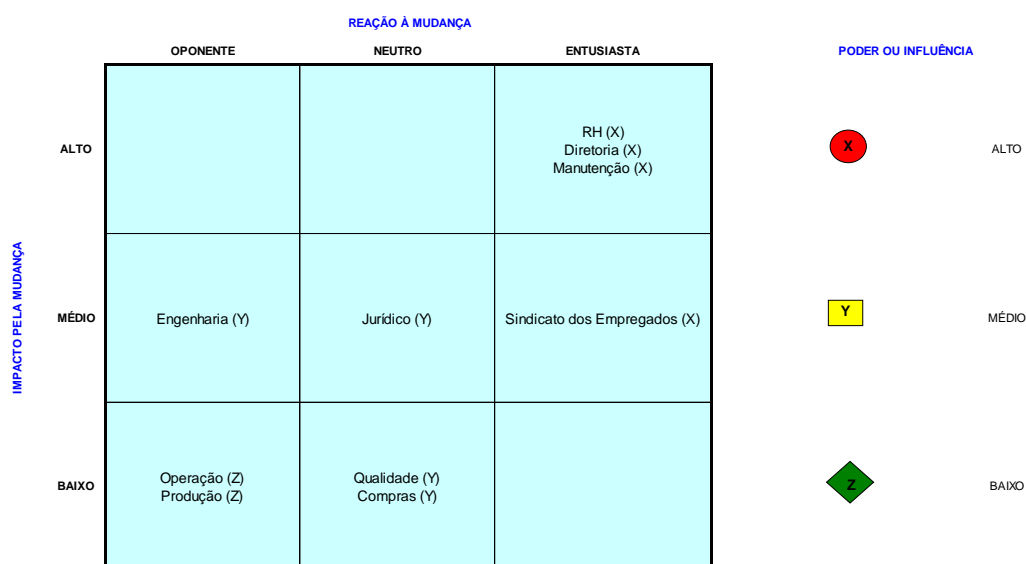 REAÇÃO À MUDANÇA
OPONENTE NEUTRO ENTUSIASTA PODER OU INFLUÊNCIA
RH (X)
ALTO Diretoria (X) X ALTO
Manutenção (X)
IMPACTO PELA MUDANÇA
MÉDIO Engenharia (Y) Jurídico (Y) Sindicato dos Empregados (X) Y MÉDIO
Operação (Z) Qualidade (Y)
BAIXO Produção (Z) Compras (Y) Z BAIXO